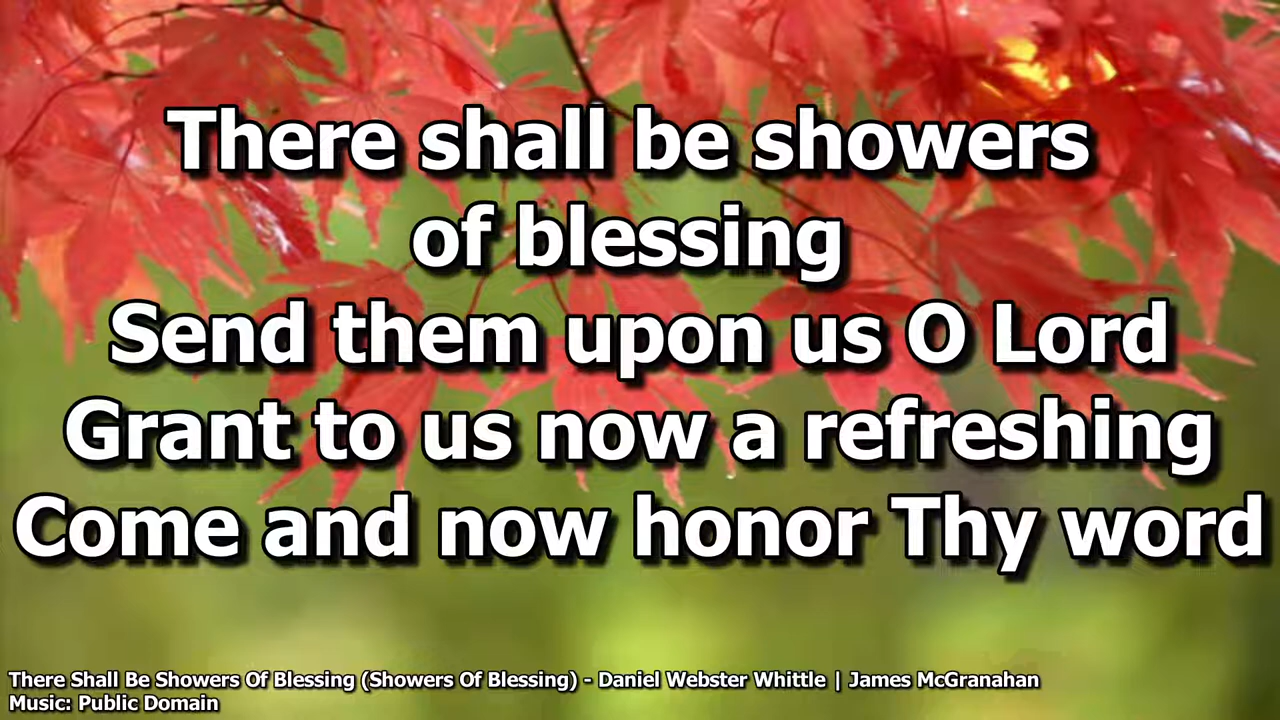 There shall be showers
of blessing
Send them upon us O Lord
Grant to us now a refreshing
Come and now honor Thy word
There Shall Be Showers Of Blessing (Showers Of Blessing) - Daniel Webster Whittle | James McGranahan
Music: Public Domain